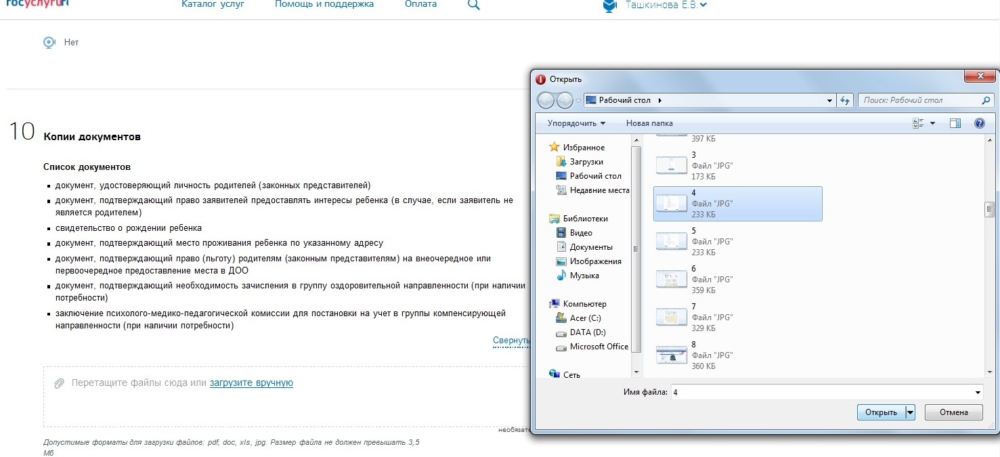 госуслуги
Каталог услуг
Помощь и поддержка
Оплата
Ташкинова Е.В.
Нет
10
Копии документов
Список документов
документ, удостоверяющий личность родителей (законных представителей)
документ, подтверждающий право заявителей предоставлять интересы ребенка (в случае, если заявитель не
является родителем)
свидетельство о рождении ребенка
документ, подтверждающий место проживания ребенка по указанному адресу
документ, подтверждающий право (льготу) родителям (законным представителям) на внеочередное или
первоочередное предоставление места в ДОО
документ, подтверждающий необходимость зачисления в группу оздоровительной направленности (при наличии
потребности)
заключение психолого-медико-педагогической комиссии для постановки на учет в группы компенсирующей
направленности (при наличии потребности)
Свернуть
Перетащите файлы сюда или загрузите вручную
необязате
Допустимые форматы для загрузки файлов: pdf, doc, xls, jpg. Размер файла не должен превышать 3,5
Мб
Открыть
Рабочий стол
Поиск: Рабочий стол
Упорядочить
Новая папка
Избранное
Загрузки
Рабочий стол
Недавние места
Библиотеки
Видео
Документы
Изображения
Музыка
Компьютер
Acer (C:)
DATA (D:)
Microsoft Office
Сеть
397 КБ
3
Файл "JPG"
173 КБ
4
Файл "JPG"
233 КБ
5
Файл "JPG"
233 КБ
6
Файл "JPG"
359 КБ
7
Файл "JPG"
329 КБ
8
Файл "JPG"
360 КБ
Имя файла: 4
Открыть
Отмена